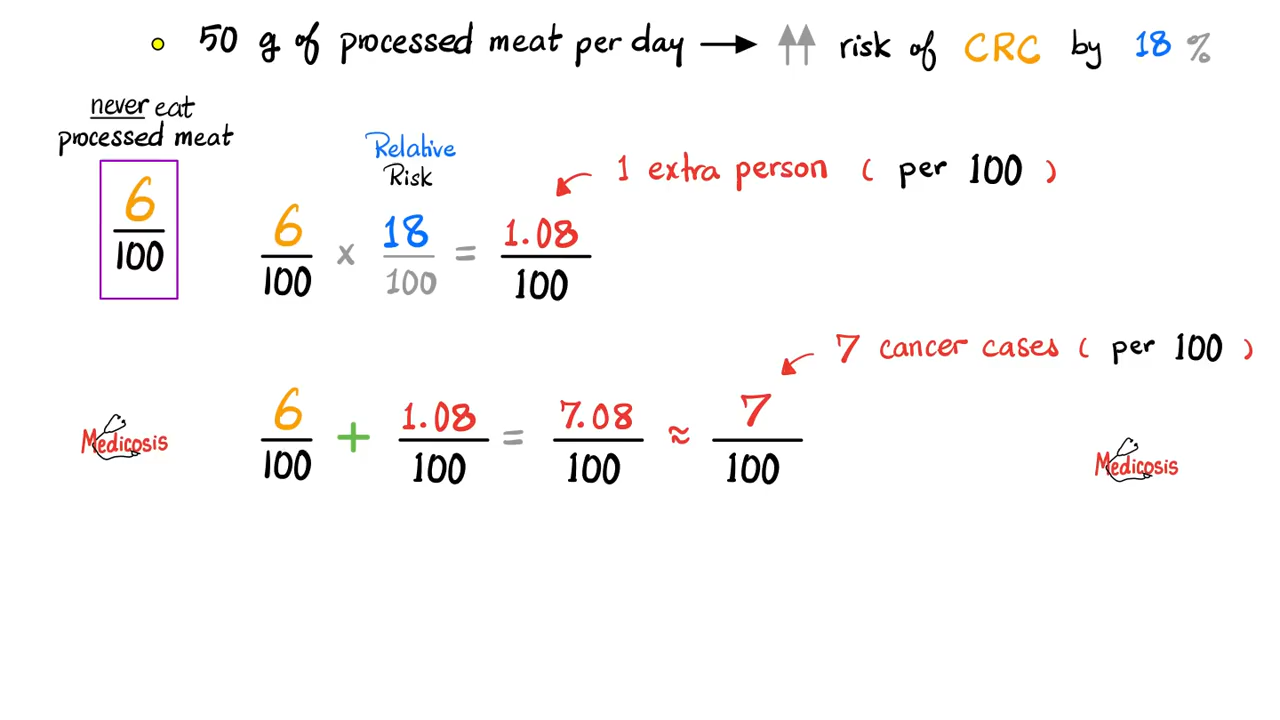 50 g of processed meat per day → ↑↑ risk of CRC by 18 %
never eat
processed meat
6/100
Relative
Risk
1 extra person ( per 100 )
6/100 x 18/100 = 1.08/100
7 cancer cases ( per 100 )
6/100 + 1.08/100 = 7.08/100 ≈ 7/100
Medicosis
Medicosis